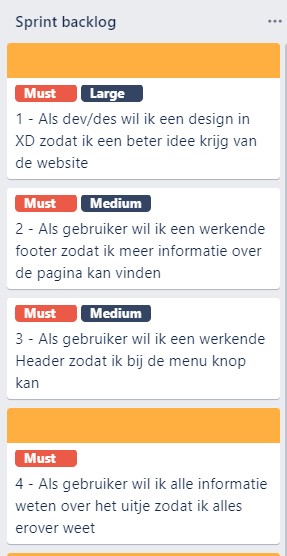 Sprint backlog
Must Large
1 - Als dev/des wil ik een design in
XD zodat ik een beter idee krijg van
de website
Must Medium
2 - Als gebruiker wil ik een werkende
footer zodat ik meer informatie over
de pagina kan vinden
Must Medium
3 - Als gebruiker wil ik een werkende
Header zodat ik bij de menu knop
kan
Must
4 - Als gebruiker wil ik alle informatie
weten over het uitje zodat ik alles
erover weet